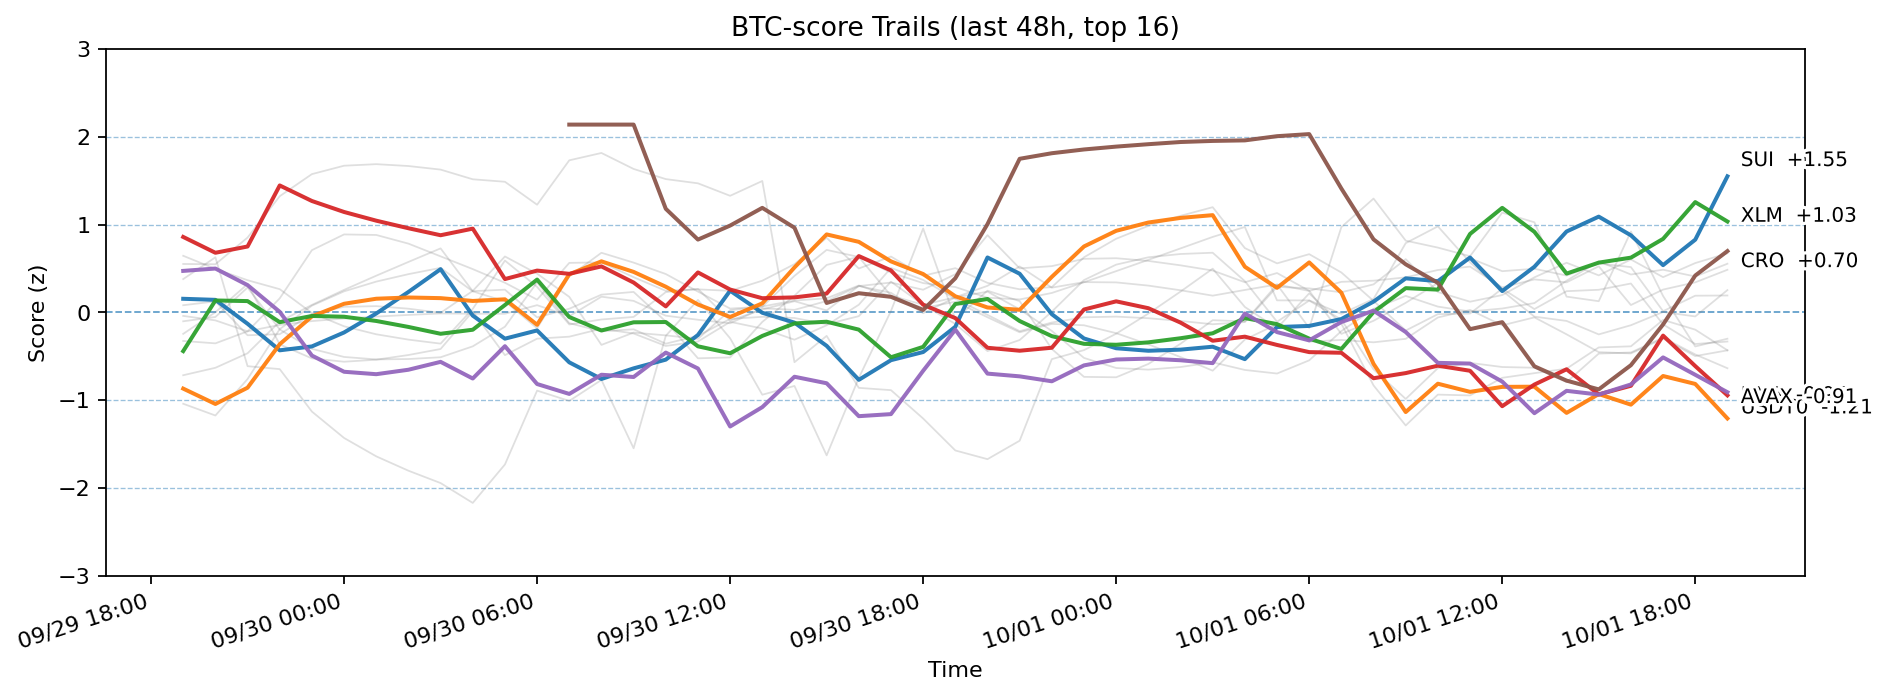 BTC-score Trails (last 48h, top 16)
Score (z)
3
2
1
0
−1
−2
−3
SUI +1.55
XLM +1.03
CRO +0.70
AVAX -0.91
USDT0 -1.21
09/29 18:00
09/30 00:00
09/30 06:00
09/30 12:00
09/30 18:00
10/01 00:00
10/01 06:00
10/01 12:00
10/01 18:00
Time